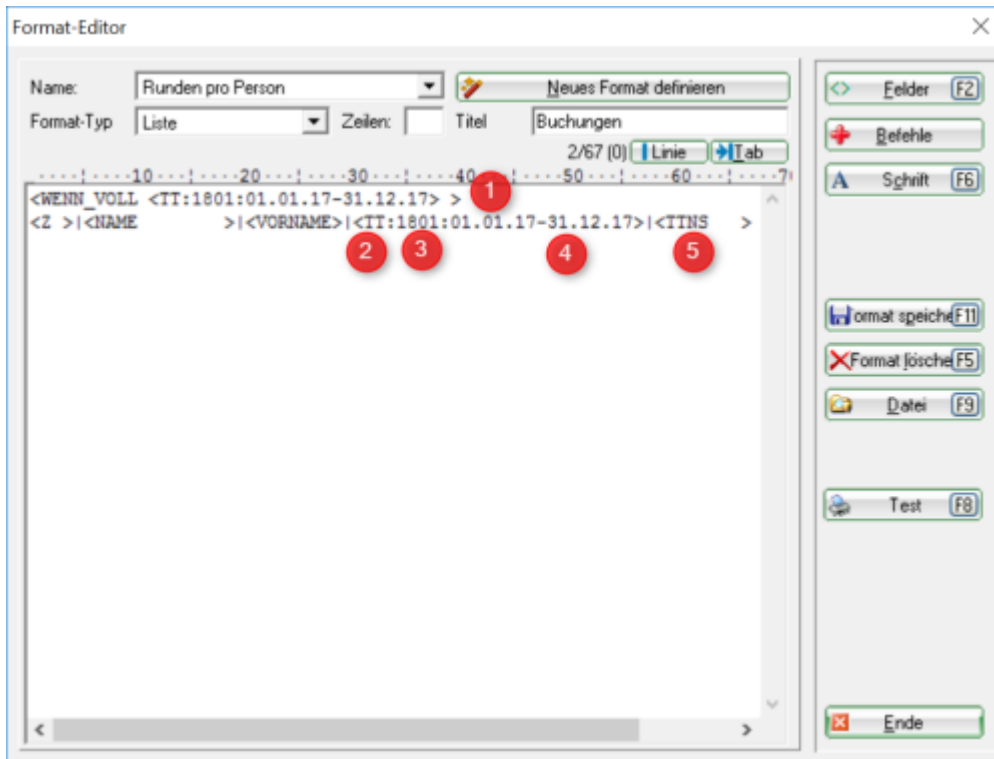 Format-Editor
Name: Runden pro Person Neues Format definieren
Format-Typ Liste Zeilen: Titel Buchungen
2/67 (0) Linie Tab
....¦....10...¦....20...¦....30...¦....40...¦....50...¦....60...¦....7
<WENN_VOLL <TT:1801:01.01.17-31.12.17> >
1
<Z >|<NAME >|<VORNAME>|<TT:1801:01.01.17-31.12.17>|<TTNS >
2 3 4 5
Felder F2
Befehle
Schrift F6
ormat speiche F11
Format lösche F5
Datei F9
Test F8
Ende